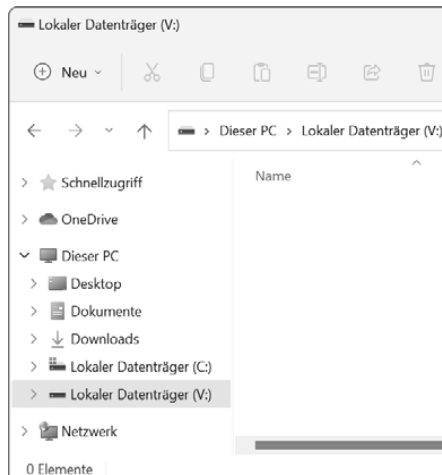 Lokaler Datenträger (V:)
Neu
Dieser PC > Lokaler Datenträger (V:)
Name
Schnellzugriff
OneDrive
Dieser PC
Desktop
Dokumente
Downloads
Lokaler Datenträger (C:)
Lokaler Datenträger (V:)
Netzwerk
0 Elemente